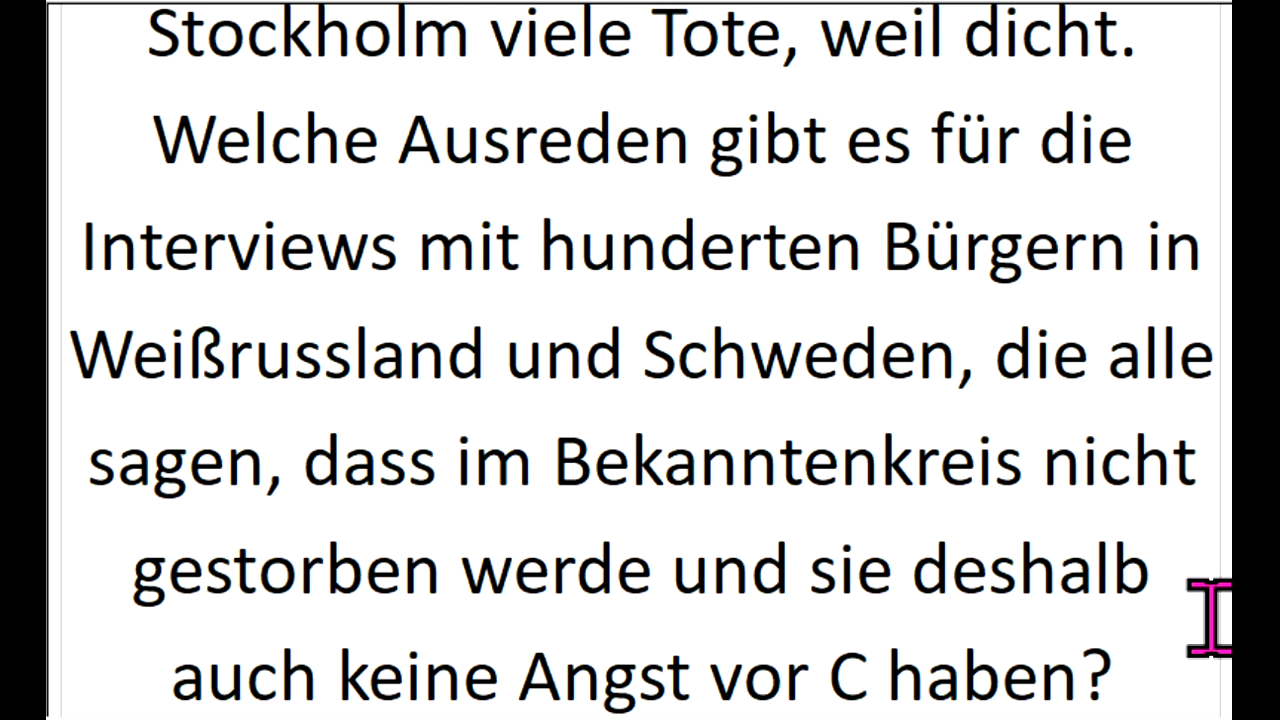 Stockholm viele Tote, weil dicht.
Welche Ausreden gibt es für die
Interviews mit hunderten Bürgern in
Weißrussland und Schweden, die alle
sagen, dass im Bekanntenkreis nicht
gestorben werde und sie deshalb
auch keine Angst vor C haben?